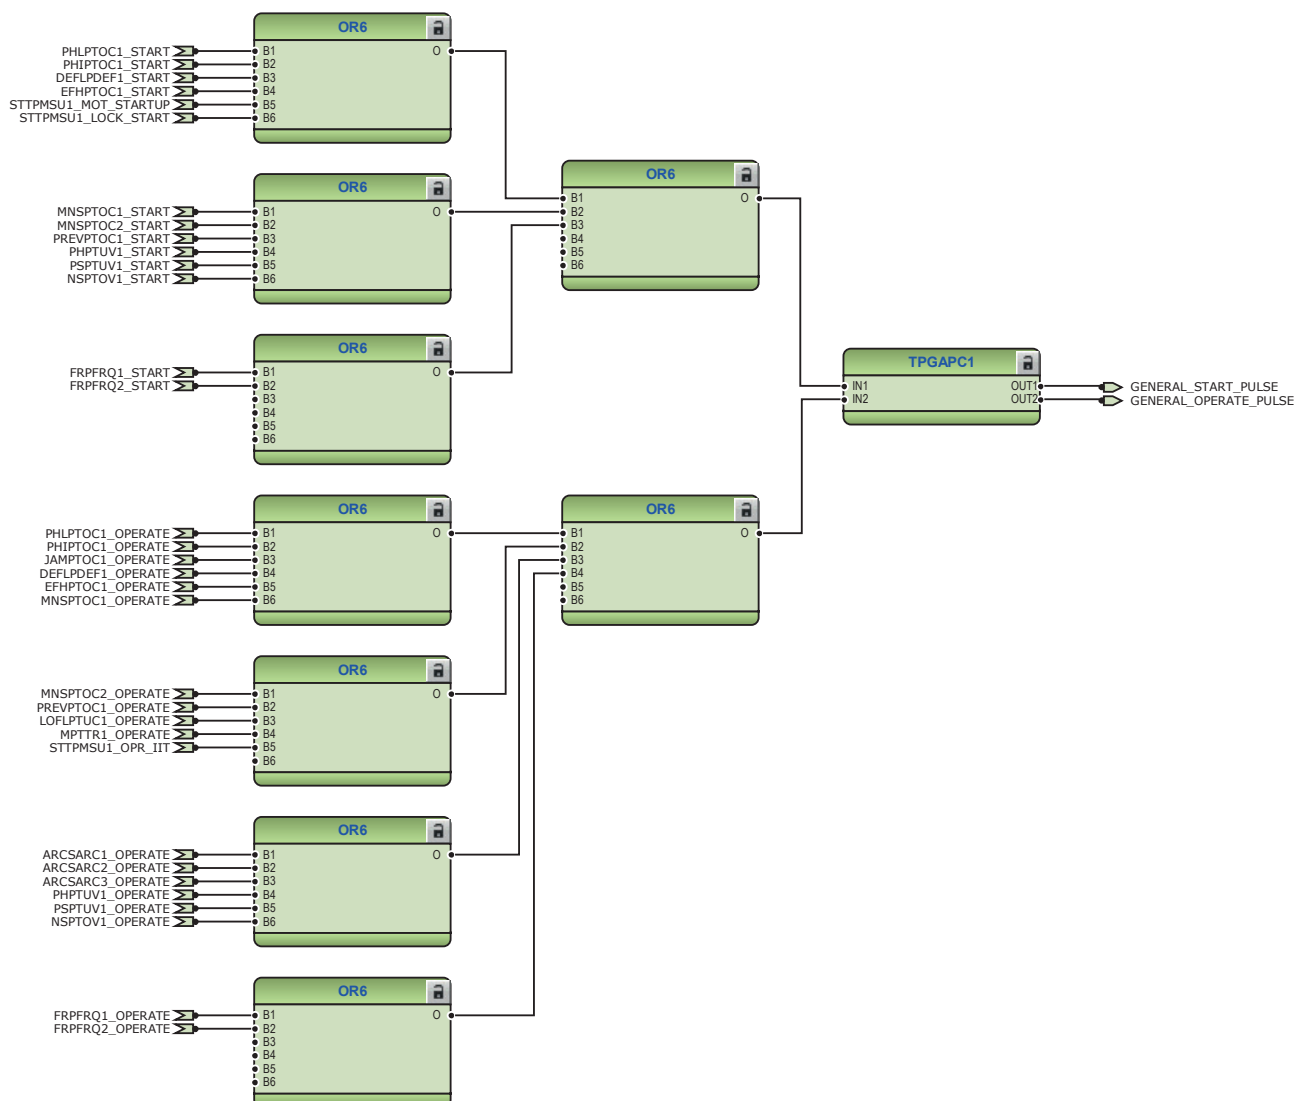 OR6
PHLPTOC1_START B1 O
PHIPTOC1_START B2
DEFLPDEF1_START B3
EFHPTOC1_START B4
STTPMSU1_MOT_STARTUP B5
STTPMSU1_LOCK_START B6
OR6
MNSPTOC1_START B1 O
MNSPTOC2_START B2
PREVPTOC1_START B3
PHPTUV1_START B4
PSPTUV1_START B5
NSPTOV1_START B6
OR6
B1 O
B2
B3
B4
B5
B6
OR6
FRPFRQ1_START B1 O
FRPFRQ2_START B2
B3
B4
B5
B6
TPGAPC1
IN1 OUT1 GENERAL_START_PULSE
IN2 OUT2 GENERAL_OPERATE_PULSE
OR6
PHLPTOC1_OPERATE B1 O
PHIPTOC1_OPERATE B2
JAMPTOC1_OPERATE B3
DEFLPDEF1_OPERATE B4
EFHPTOC1_OPERATE B5
MNSPTOC1_OPERATE B6
OR6
B1 O
B2
B3
B4
B5
B6
OR6
MNSPTOC2_OPERATE B1 O
PREVPTOC1_OPERATE B2
LOFLPTUC1_OPERATE B3
MPTTR1_OPERATE B4
STTPMSU1_OPR_IIT B5
B6
OR6
ARCSARC1_OPERATE B1 O
ARCSARC2_OPERATE B2
ARCSARC3_OPERATE B3
PHPTUV1_OPERATE B4
PSPTUV1_OPERATE B5
NSPTOV1_OPERATE B6
OR6
FRPFRQ1_OPERATE B1 O
FRPFRQ2_OPERATE B2
B3
B4
B5
B6